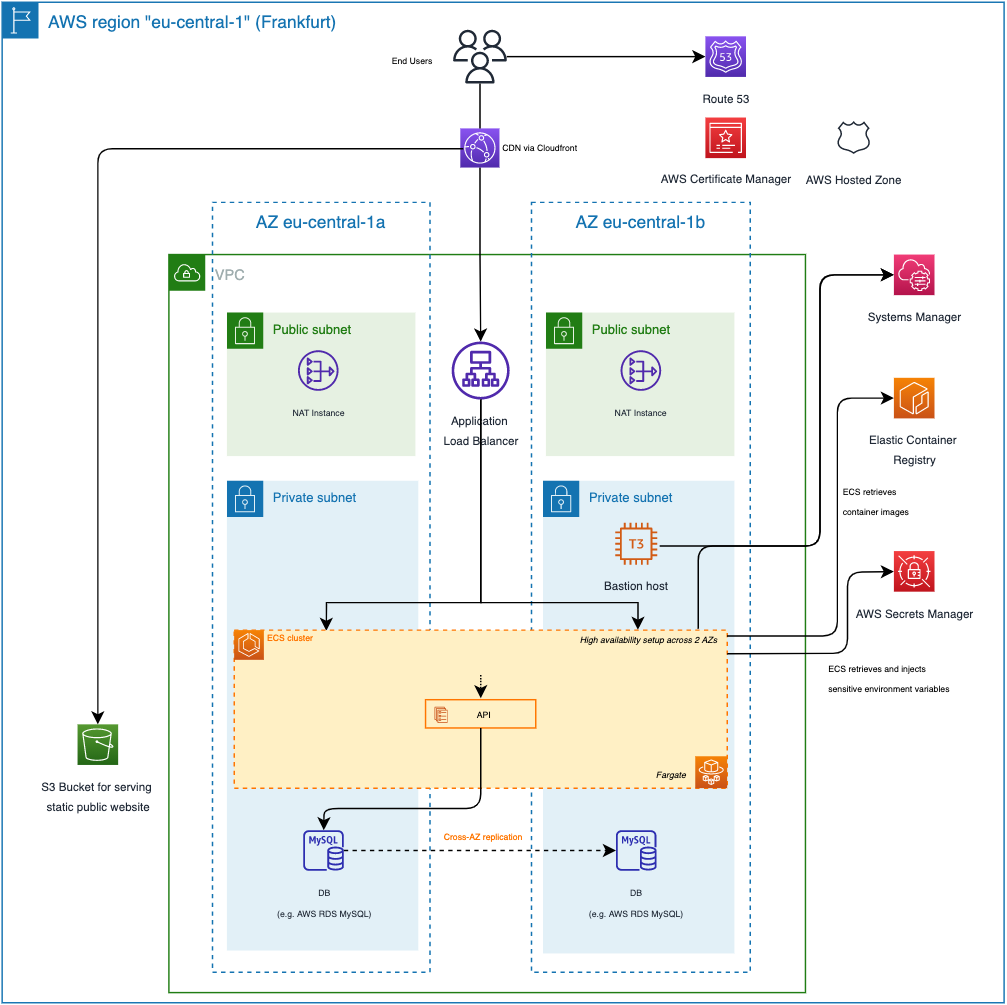 AWS region "eu-central-1" (Frankfurt)
End Users
53
Route 53
CDN via Cloudfront
AWS Certificate Manager
AWS Hosted Zone
AZ eu-central-1a
AZ eu-central-1b
VPC
Systems Manager
Public subnet
NAT Instance
Public subnet
NAT Instance
Application
Load Balancer
Elastic Container
Registry
ECS retrieves
container images
Private subnet
Private subnet
T3
Bastion host
AWS Secrets Manager
ECS retrieves and injects
sensitive environment variables
ECS cluster
High availability setup across 2 AZs
API
Fargate
S3 Bucket for serving
static public website
MySQL
DB
(e.g. AWS RDS MySQL)
Cross-AZ replication
MySQL
DB
(e.g. AWS RDS MySQL)